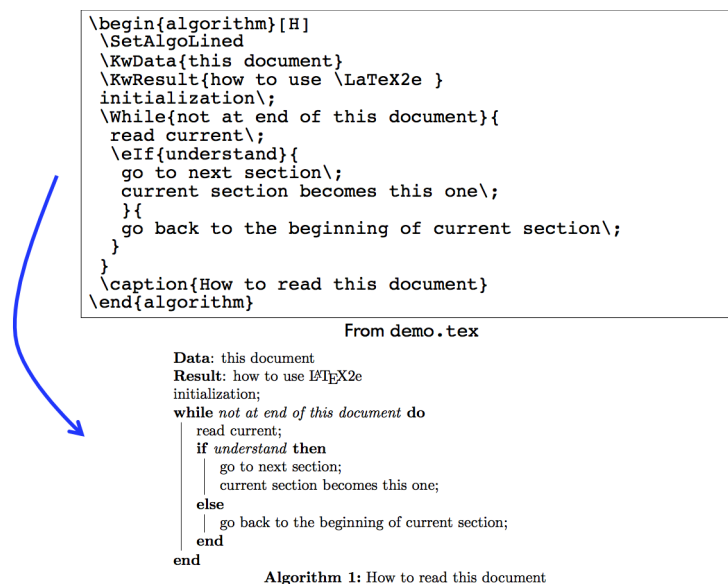 \begin{algorithm}[H]
\SetAlgoLined
\KwData{this document}
\KwResult{how to use \LaTeX2e }
initialization\;
\While{not at end of this document}{
read current\;
\eIf{understand}{
go to next section\;
current section becomes this one\;
}{
go back to the beginning of current section\;
}
}
\caption{How to read this document}
\end{algorithm}
From demo.tex
Data: this document
Result: how to use LATEX2e
initialization;
while not at end of this document do
read current;
if understand then
go to next section;
current section becomes this one;
else
go back to the beginning of current section;
end
end
Algorithm 1: How to read this document